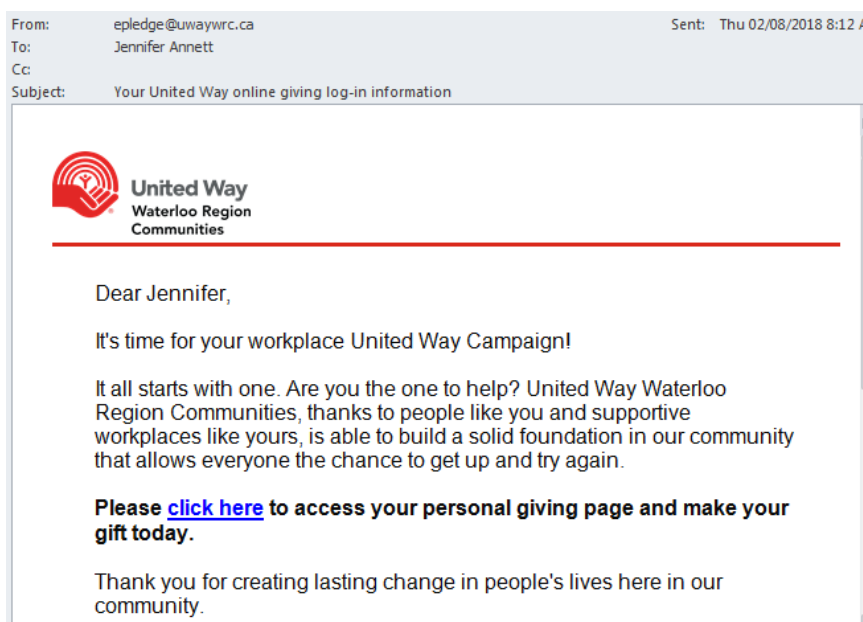 From: epledge@uwaywrc.ca Sent: Thu 02/08/2018 8:12 A
To: Jennifer Annett
Cc:
Subject: Your United Way online giving log-in information
United Way
Waterloo Region
Communities
Dear Jennifer,
It's time for your workplace United Way Campaign!
It all starts with one. Are you the one to help? United Way Waterloo
Region Communities, thanks to people like you and supportive
workplaces like yours, is able to build a solid foundation in our community
that allows everyone the chance to get up and try again.
Please click here to access your personal giving page and make your
gift today.
Thank you for creating lasting change in people's lives here in our
community.